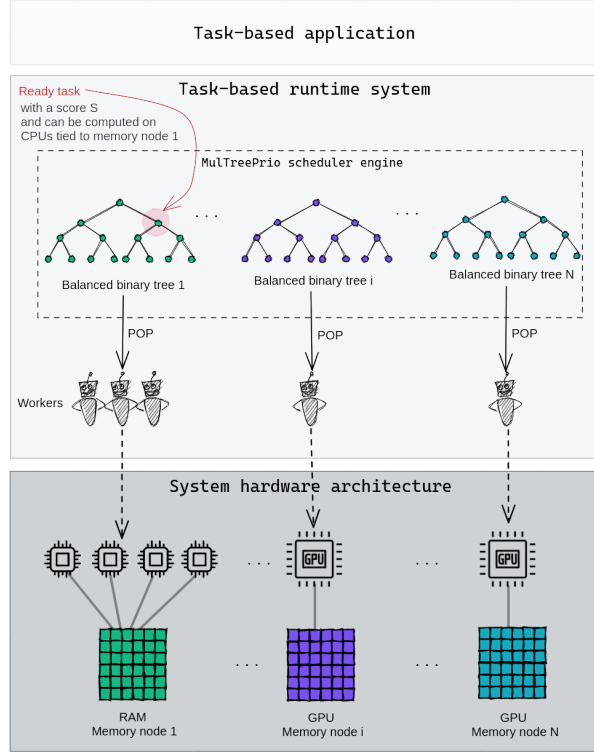 Task-based application
Task-based runtime system
Ready task
with a score S
and can be computed on
CPUs tied to memory node 1
MulTreePrio scheduler engine
. . .
. . .
Balanced binary tree 1
Balanced binary tree i
Balanced binary tree N
POP
POP
POP
Workers
System hardware architecture
. . .
GPU
. . .
GPU
. . .
. . .
RAM
Memory node 1
GPU
Memory node i
GPU
Memory node N